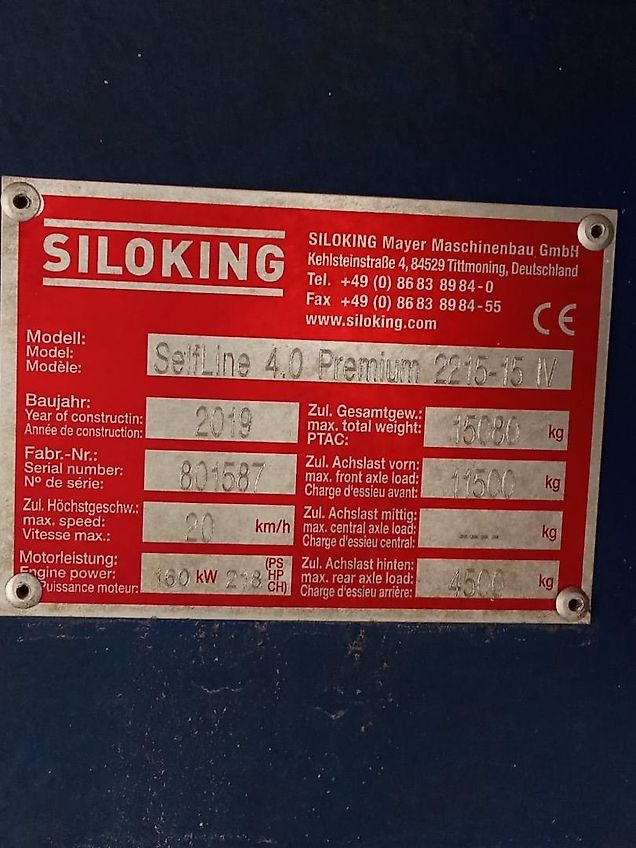 SILOKING
SILOKING Mayer Maschinenbau GmbH
Kehlsteinstraße 4, 84529 Tittmoning, Deutschland
Tel. +49 (0) 86 83 89 84-0
Fax +49 (0) 86 83 89 84-55
www.siloking.com
CE
Modell:
Model: SelfLine 4.0 Premium 2215-15 IV
Modèle:
Baujahr:
Year of constructin: 2019
Année de construction:
Fabr.-Nr.:
Serial number: 801587
Nº de série:
Zul. Höchstgeschw.:
max. speed: 20 km/h
Vitesse max.:
Motorleistung: (PS
Engine power: 160 kW 218 HP
Puissance moteur: CH)
Zul. Gesamtgew.:
max. total weight: 15080 kg
PTAC:
Zul. Achslast vorn:
max. front axle load: 11500 kg
Charge d'essieu avant:
Zul. Achslast mittig:
max. central axle load: ---- kg
Charge d'essieu central:
Zul. Achslast hinten:
max. rear axle load: 4500 kg
Charge d'essieu arrière: